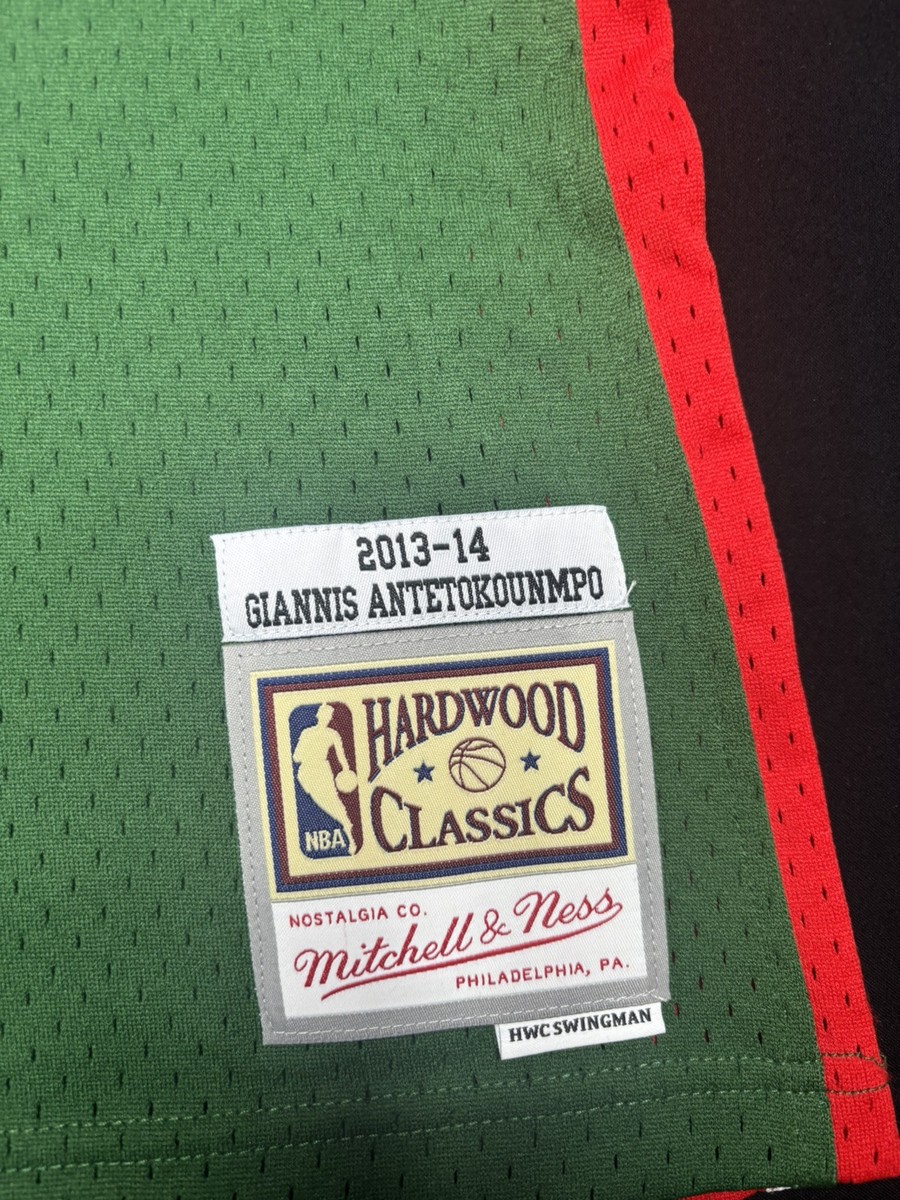 2013-14
GIANNIS ANTETOKOUNMPO
HARDWOOD
CLASSICS
NBA
NOSTALGIA CO.
Mitchell & Ness
PHILADELPHIA, PA.
HWC SWINGMAN